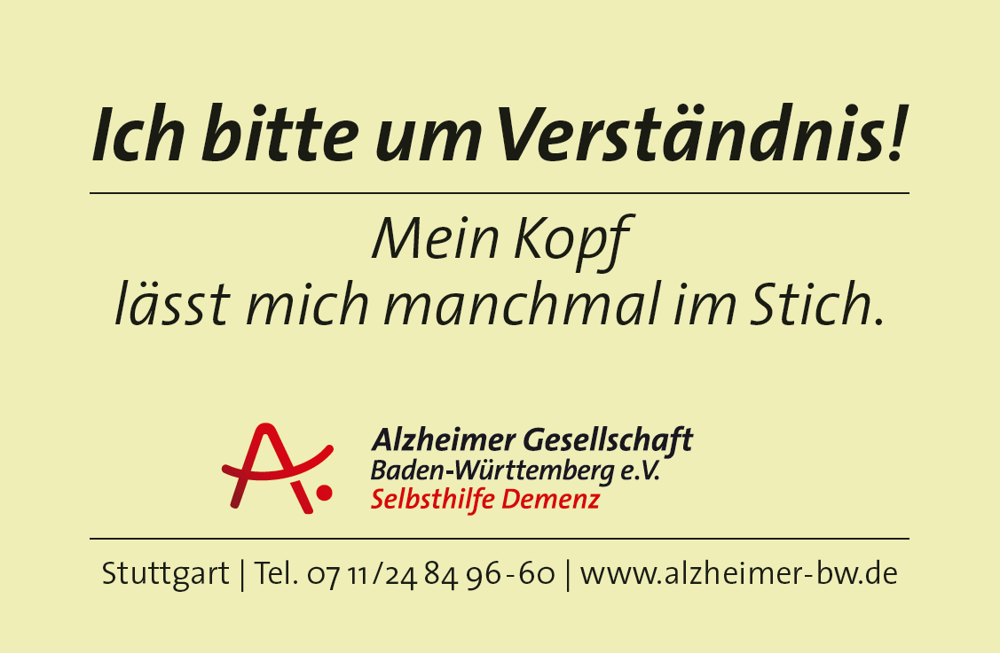 Ich bitte um Verständnis!
Mein Kopf
lässt mich manchmal im Stich.
Alzheimer Gesellschaft
Baden-Württemberg e.V.
Selbsthilfe Demenz
Stuttgart | Tel. 07 11/24 84 96-60 | www.alzheimer-bw.de